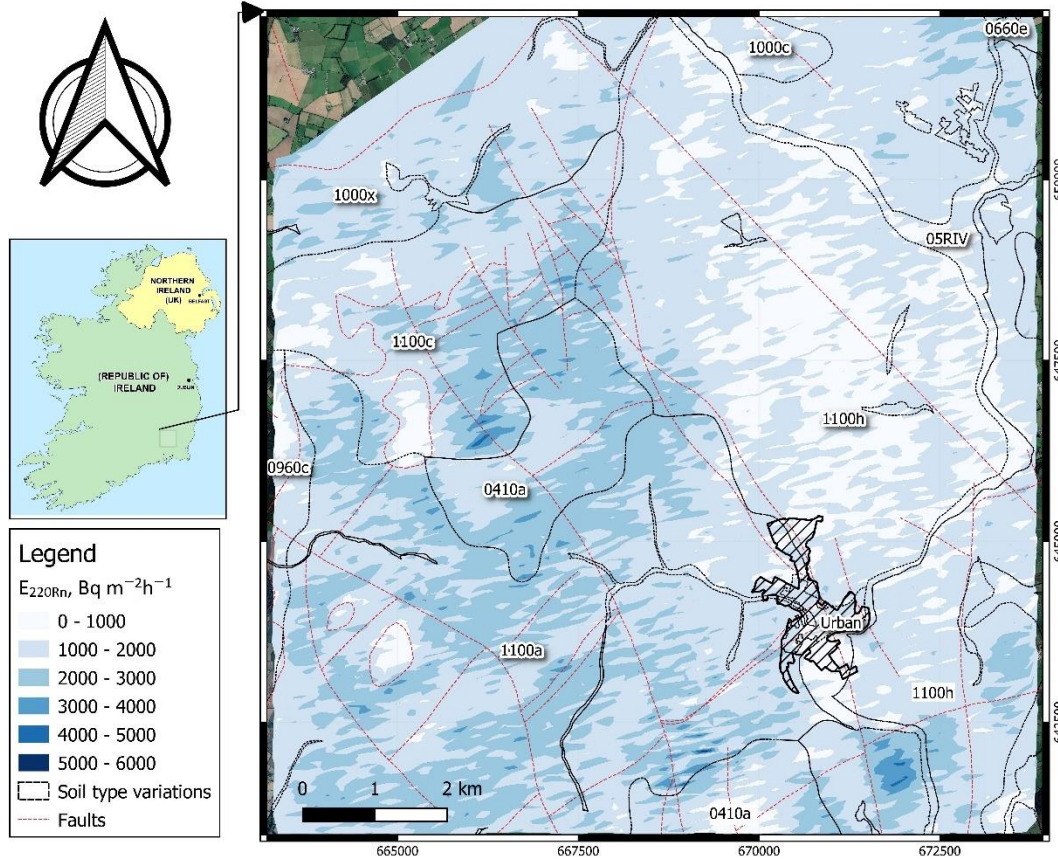 NORTHERN
IRELAND
(UK)
BELFAST
(REPUBLIC OF)
IRELAND
DUBLIN
Legend
E220Rn, Bq m−2h−1
0 - 1000
1000 - 2000
2000 - 3000
3000 - 4000
4000 - 5000
5000 - 6000
Soil type variations
Faults
0660e
1000c
1000x
05RIV
1100c
1100h
0960c
0410a
Urban
1100a
1100h
0410a
0 1 2 km
650000
647500
645000
642500
665000 667500 670000 672500